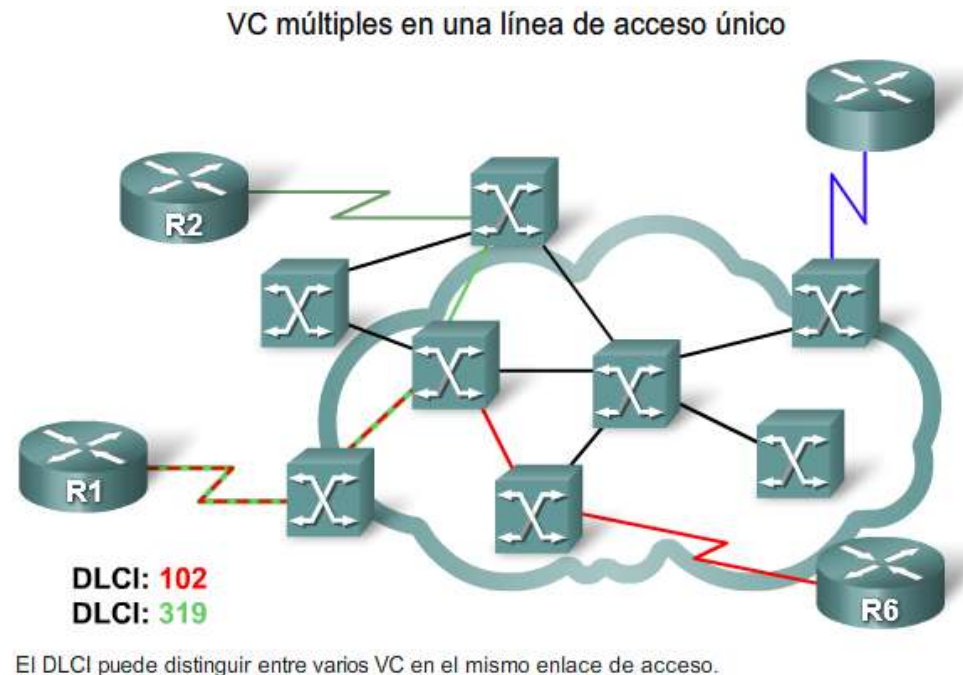 VC múltiples en una línea de acceso único
R2
R1
DLCI: 102
DLCI: 319
R6
El DLCI puede distinguir entre varios VC en el mismo enlace de acceso.